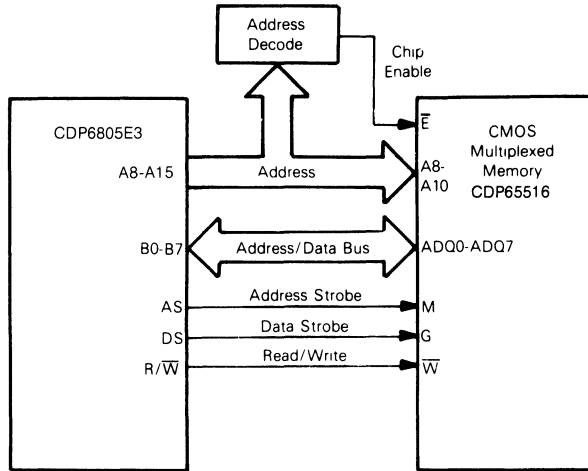 Address
Decode
Chip
Enable
CDP6805E3
E̅
CMOS
Multiplexed
Memory
CDP65516
A8-A15
Address
A8-
A10
B0-B7
Address/Data Bus
ADQ0-ADQ7
AS
Address Strobe
M
DS
Data Strobe
G
R/W̅
Read/Write
W̅